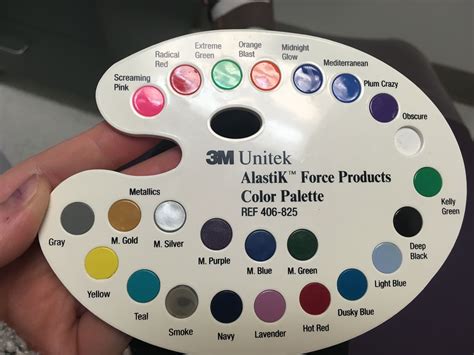 Screaming
Pink
Radical
Red
Extreme
Green
Orange
Blast
Midnight
Glow
Mediterranean
Plum Crazy
Obscure
3M Unitek
AlastiK™ Force Products
Color Palette
REF 406-825
Kelly
Green
Deep
Black
Light Blue
Dusky Blue
Hot Red
Lavender
Navy
Smoke
Teal
Yellow
Gray
Metallics
M. Gold
M. Silver
M. Purple
M. Blue
M. Green